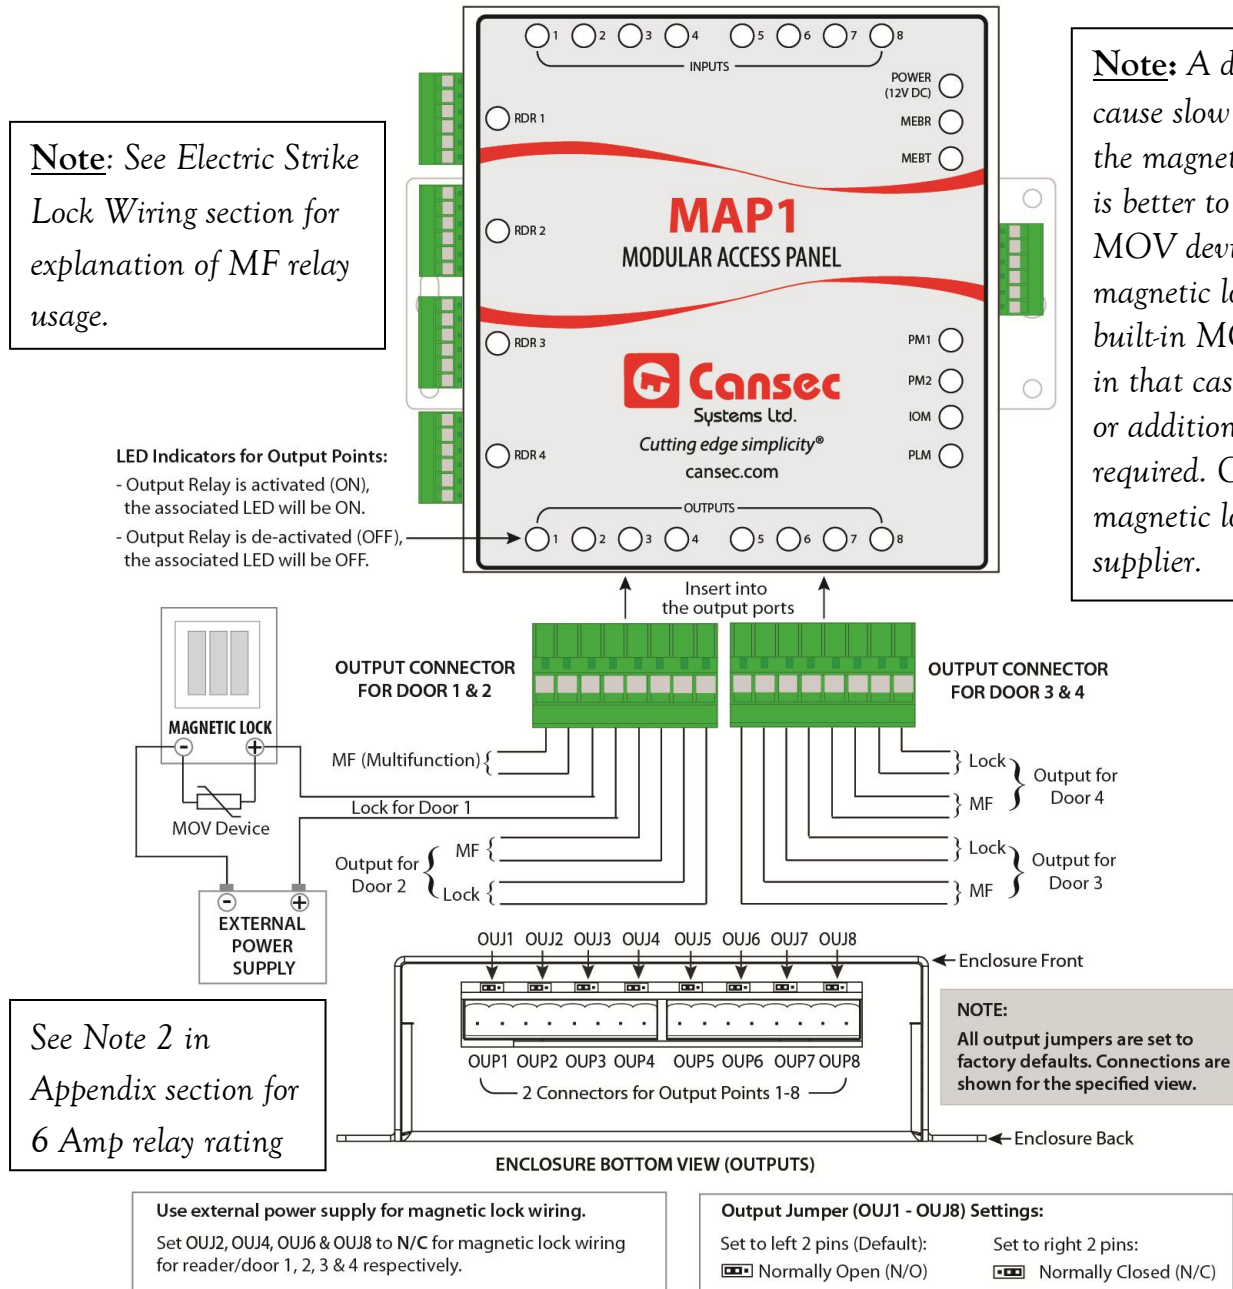 1 2 3 4 5 6 7 8
INPUTS
POWER
(12V DC)
MEBR
MEBT
RDR 1
RDR 2
RDR 3
RDR 4
MAP1
MODULAR ACCESS PANEL
Cansec
Systems Ltd.
Cutting edge simplicity®
cansec.com
PM1
PM2
IOM
PLM
OUTPUTS
1 2 3 4 5 6 7 8
Note: See Electric Strike
Lock Wiring section for
explanation of MF relay
usage.
Note: A d
cause slow
the magnet
is better to
MOV devi
magnetic lo
built-in MO
in that cas
or addition
required. C
magnetic lo
supplier.
LED Indicators for Output Points:
- Output Relay is activated (ON),
the associated LED will be ON.
- Output Relay is de-activated (OFF),
the associated LED will be OFF.
Insert into
the output ports
OUTPUT CONNECTOR
FOR DOOR 1 & 2
OUTPUT CONNECTOR
FOR DOOR 3 & 4
MAGNETIC LOCK
- +
MOV Device
MF (Multifunction)
Lock for Door 1
Output for
Door 2
MF
Lock
Lock
MF
Output for
Door 4
Lock
MF
Output for
Door 3
- +
EXTERNAL
POWER
SUPPLY
OUJ1 OUJ2 OUJ3 OUJ4 OUJ5 OUJ6 OUJ7 OUJ8
Enclosure Front
OUP1 OUP2 OUP3 OUP4 OUP5 OUP6 OUP7 OUP8
2 Connectors for Output Points 1-8
Enclosure Back
ENCLOSURE BOTTOM VIEW (OUTPUTS)
NOTE:
All output jumpers are set to
factory defaults. Connections are
shown for the specified view.
See Note 2 in
Appendix section for
6 Amp relay rating
Use external power supply for magnetic lock wiring.
Set OUJ2, OUJ4, OUJ6 & OUJ8 to N/C for magnetic lock wiring
for reader/door 1, 2, 3 & 4 respectively.
Output Jumper (OUJ1 - OUJ8) Settings:
Set to left 2 pins (Default):
Normally Open (N/O)
Set to right 2 pins:
Normally Closed (N/C)